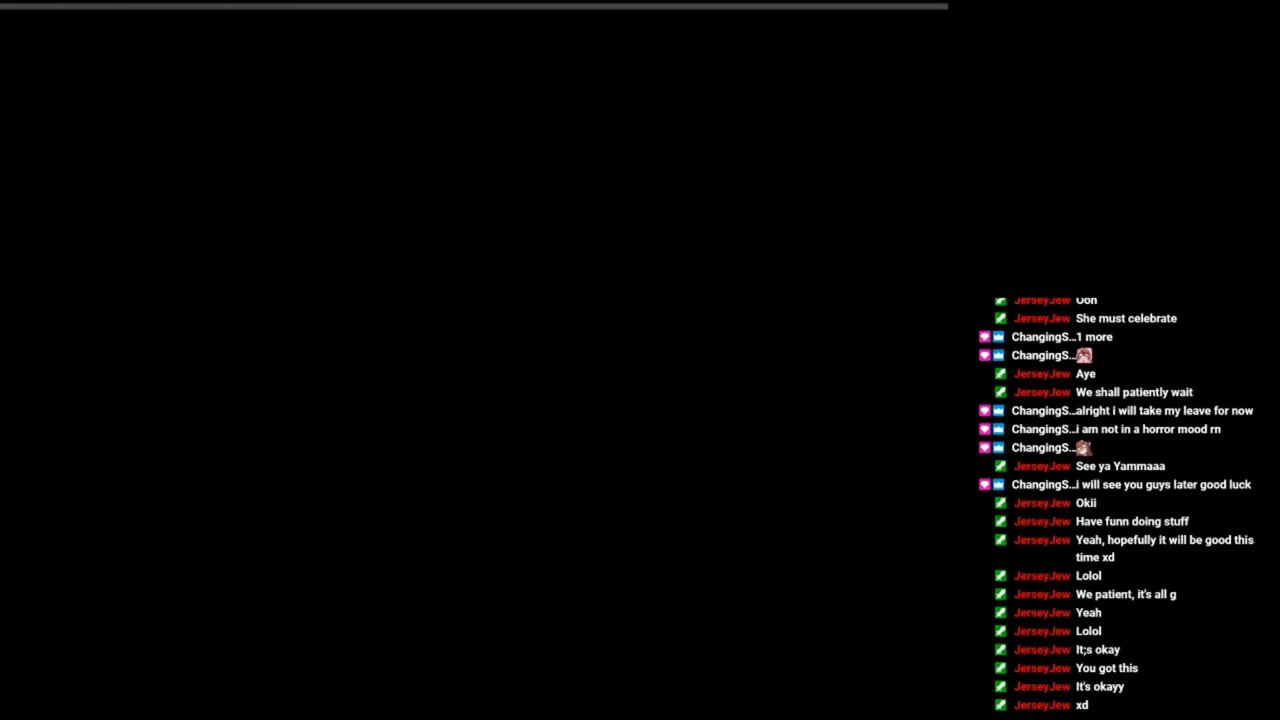 JerseyJew Ooh
JerseyJew She must celebrate
ChangingS...1 more
ChangingS...
JerseyJew Aye
JerseyJew We shall patiently wait
ChangingS...alright i will take my leave for now
ChangingS...i am not in a horror mood rn
ChangingS...
JerseyJew See ya Yammaaa
ChangingS...i will see you guys later good luck
JerseyJew Okii
JerseyJew Have funn doing stuff
JerseyJew Yeah, hopefully it will be good this
time xd
JerseyJew Lolol
JerseyJew We patient, it's all g
JerseyJew Yeah
JerseyJew Lolol
JerseyJew It;s okay
JerseyJew You got this
JerseyJew It's okayy
JerseyJew xd